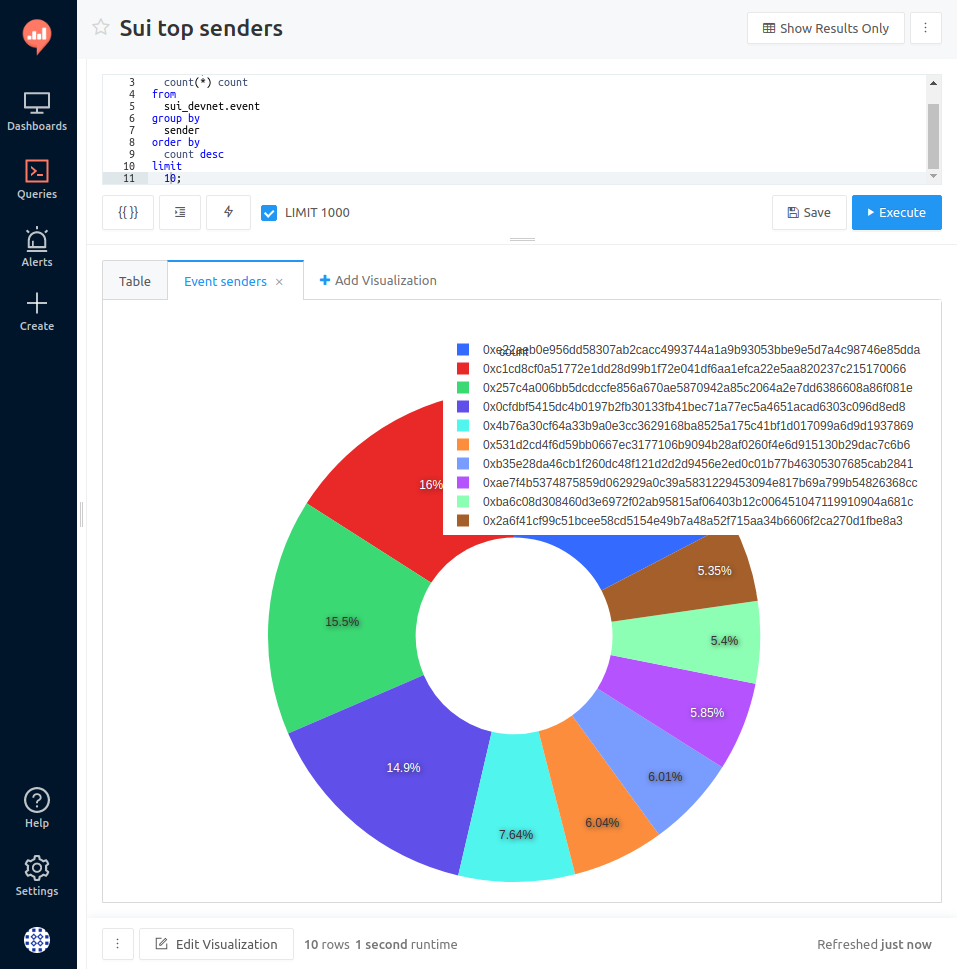 Sui top senders
Show Results Only
Dashboards
Queries
Alerts
Create
Help
Settings
3 count(*) count
4 from
5 sui_devnet.event
6 group by
7 sender
8 order by
9 count desc
10 limit
11 10;
{{ }}
LIMIT 1000
Save
Execute
Table
Event senders ×
+ Add Visualization
count
0xe22aeb0e956dd58307ab2cacc4993744a1a9b93053bbe9e5d7a4c98746e85dda
0xc1cd8cf0a51772e1dd28d99b1f72e041df6aa1efca22e5aa820237c215170066
0x257c4a006bb5dcdccfe856a670ae5870942a85c2064a2e7dd6386608a86f081e
0x0cfdbf5415dc4b0197b2fb30133fb41bec71a77ec5a4651acad6303c096d8ed8
0x4b76a30cf64a33b9a0e3cc3629168ba8525a175c41bf1d017099a6d9d1937869
0x531d2cd4f6d59bb0667ec3177106b9094b28af0260f4e6d915130b29dac7c6b6
0xb35e28da46cb1f260dc48f121d2d2d9456e2ed0c01b77b46305307685cab2841
0xae7f4b5374875859d062929a0c39a5831229453094e817b69a799b54826368cc
0xba6c08d308460d3e6972f02ab95815af06403b12c006451047119910904a681c
0x2a6f41cf99c51bcee58cd5154e49b7a48a52f715aa34b6606f2ca270d1fbe8a3
16%
5.35%
15.5%
5.4%
5.85%
14.9%
6.01%
6.04%
7.64%
Edit Visualization
10 rows 1 second runtime
Refreshed just now